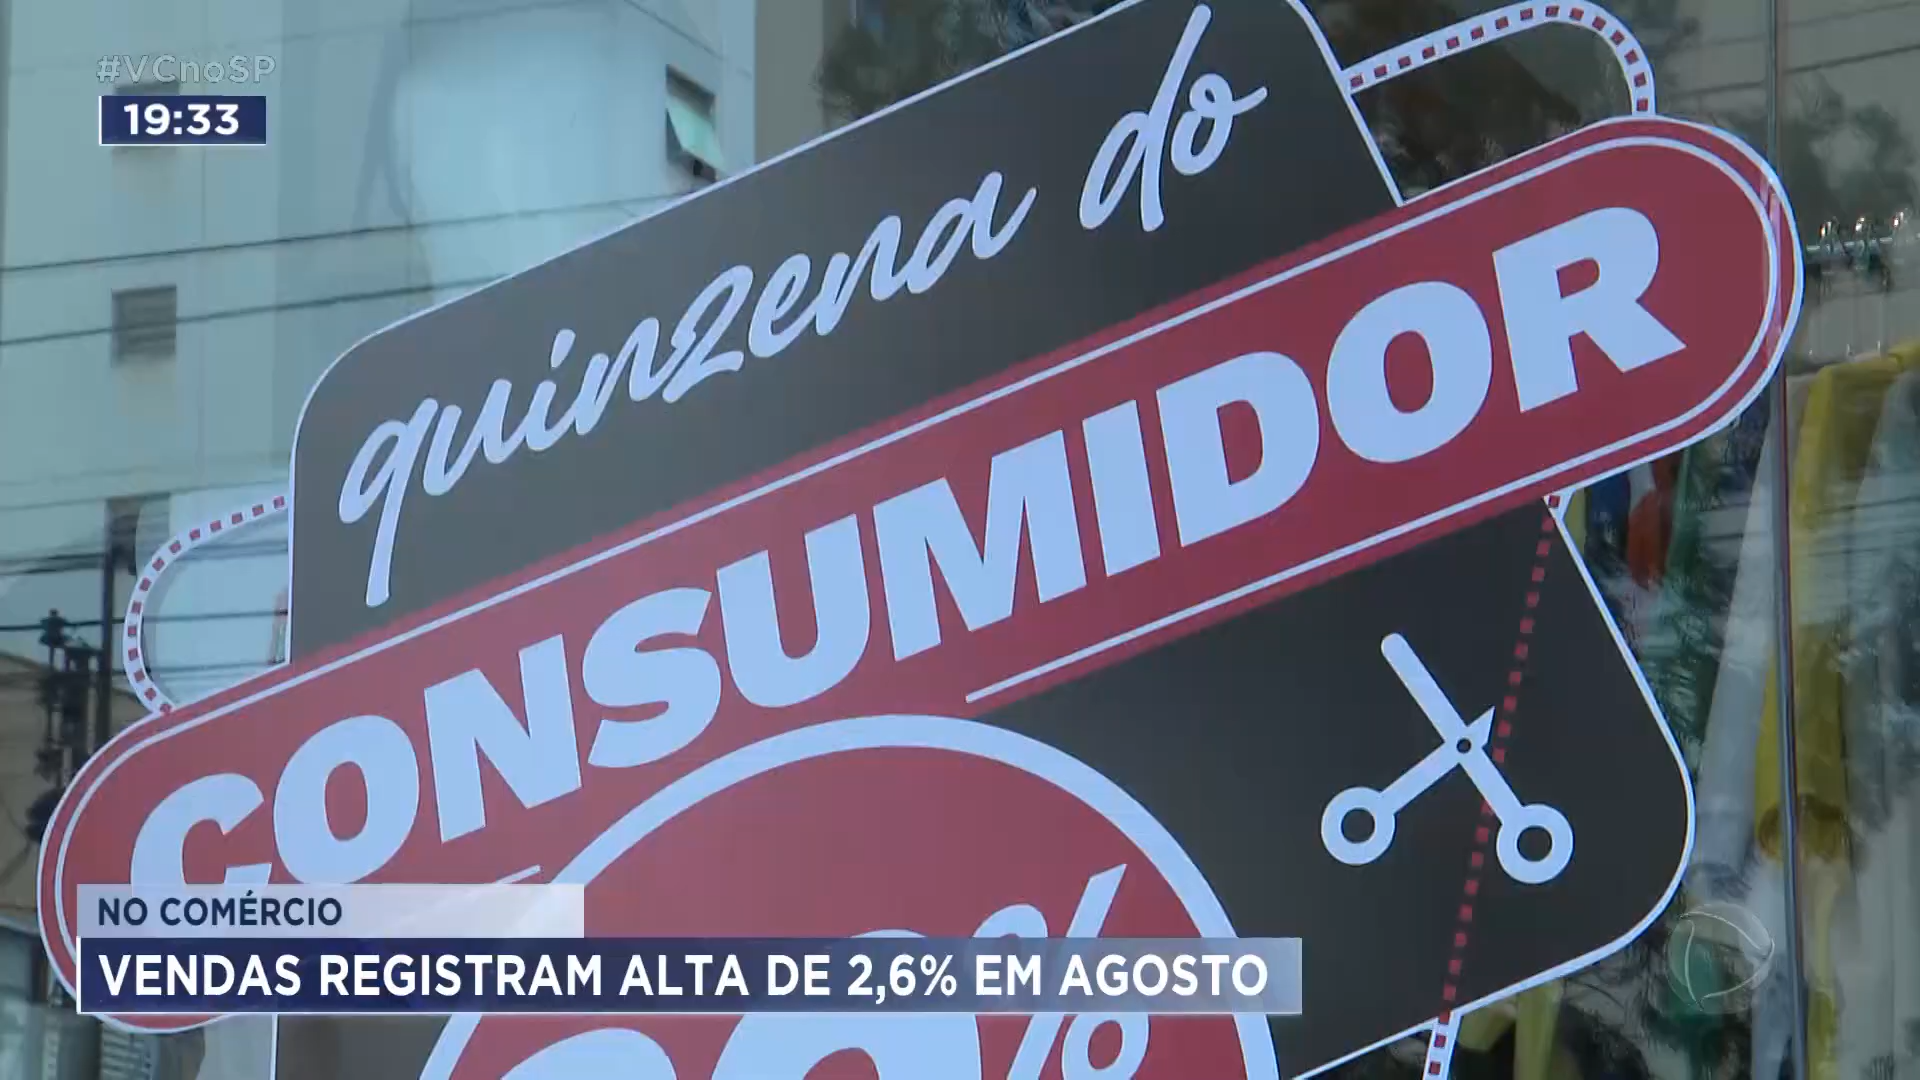 #VCnoSP
19:33
quinzena do
CONSUMIDOR
%
NO COMÉRCIO
VENDAS REGISTRAM ALTA DE 2,6% EM AGOSTO